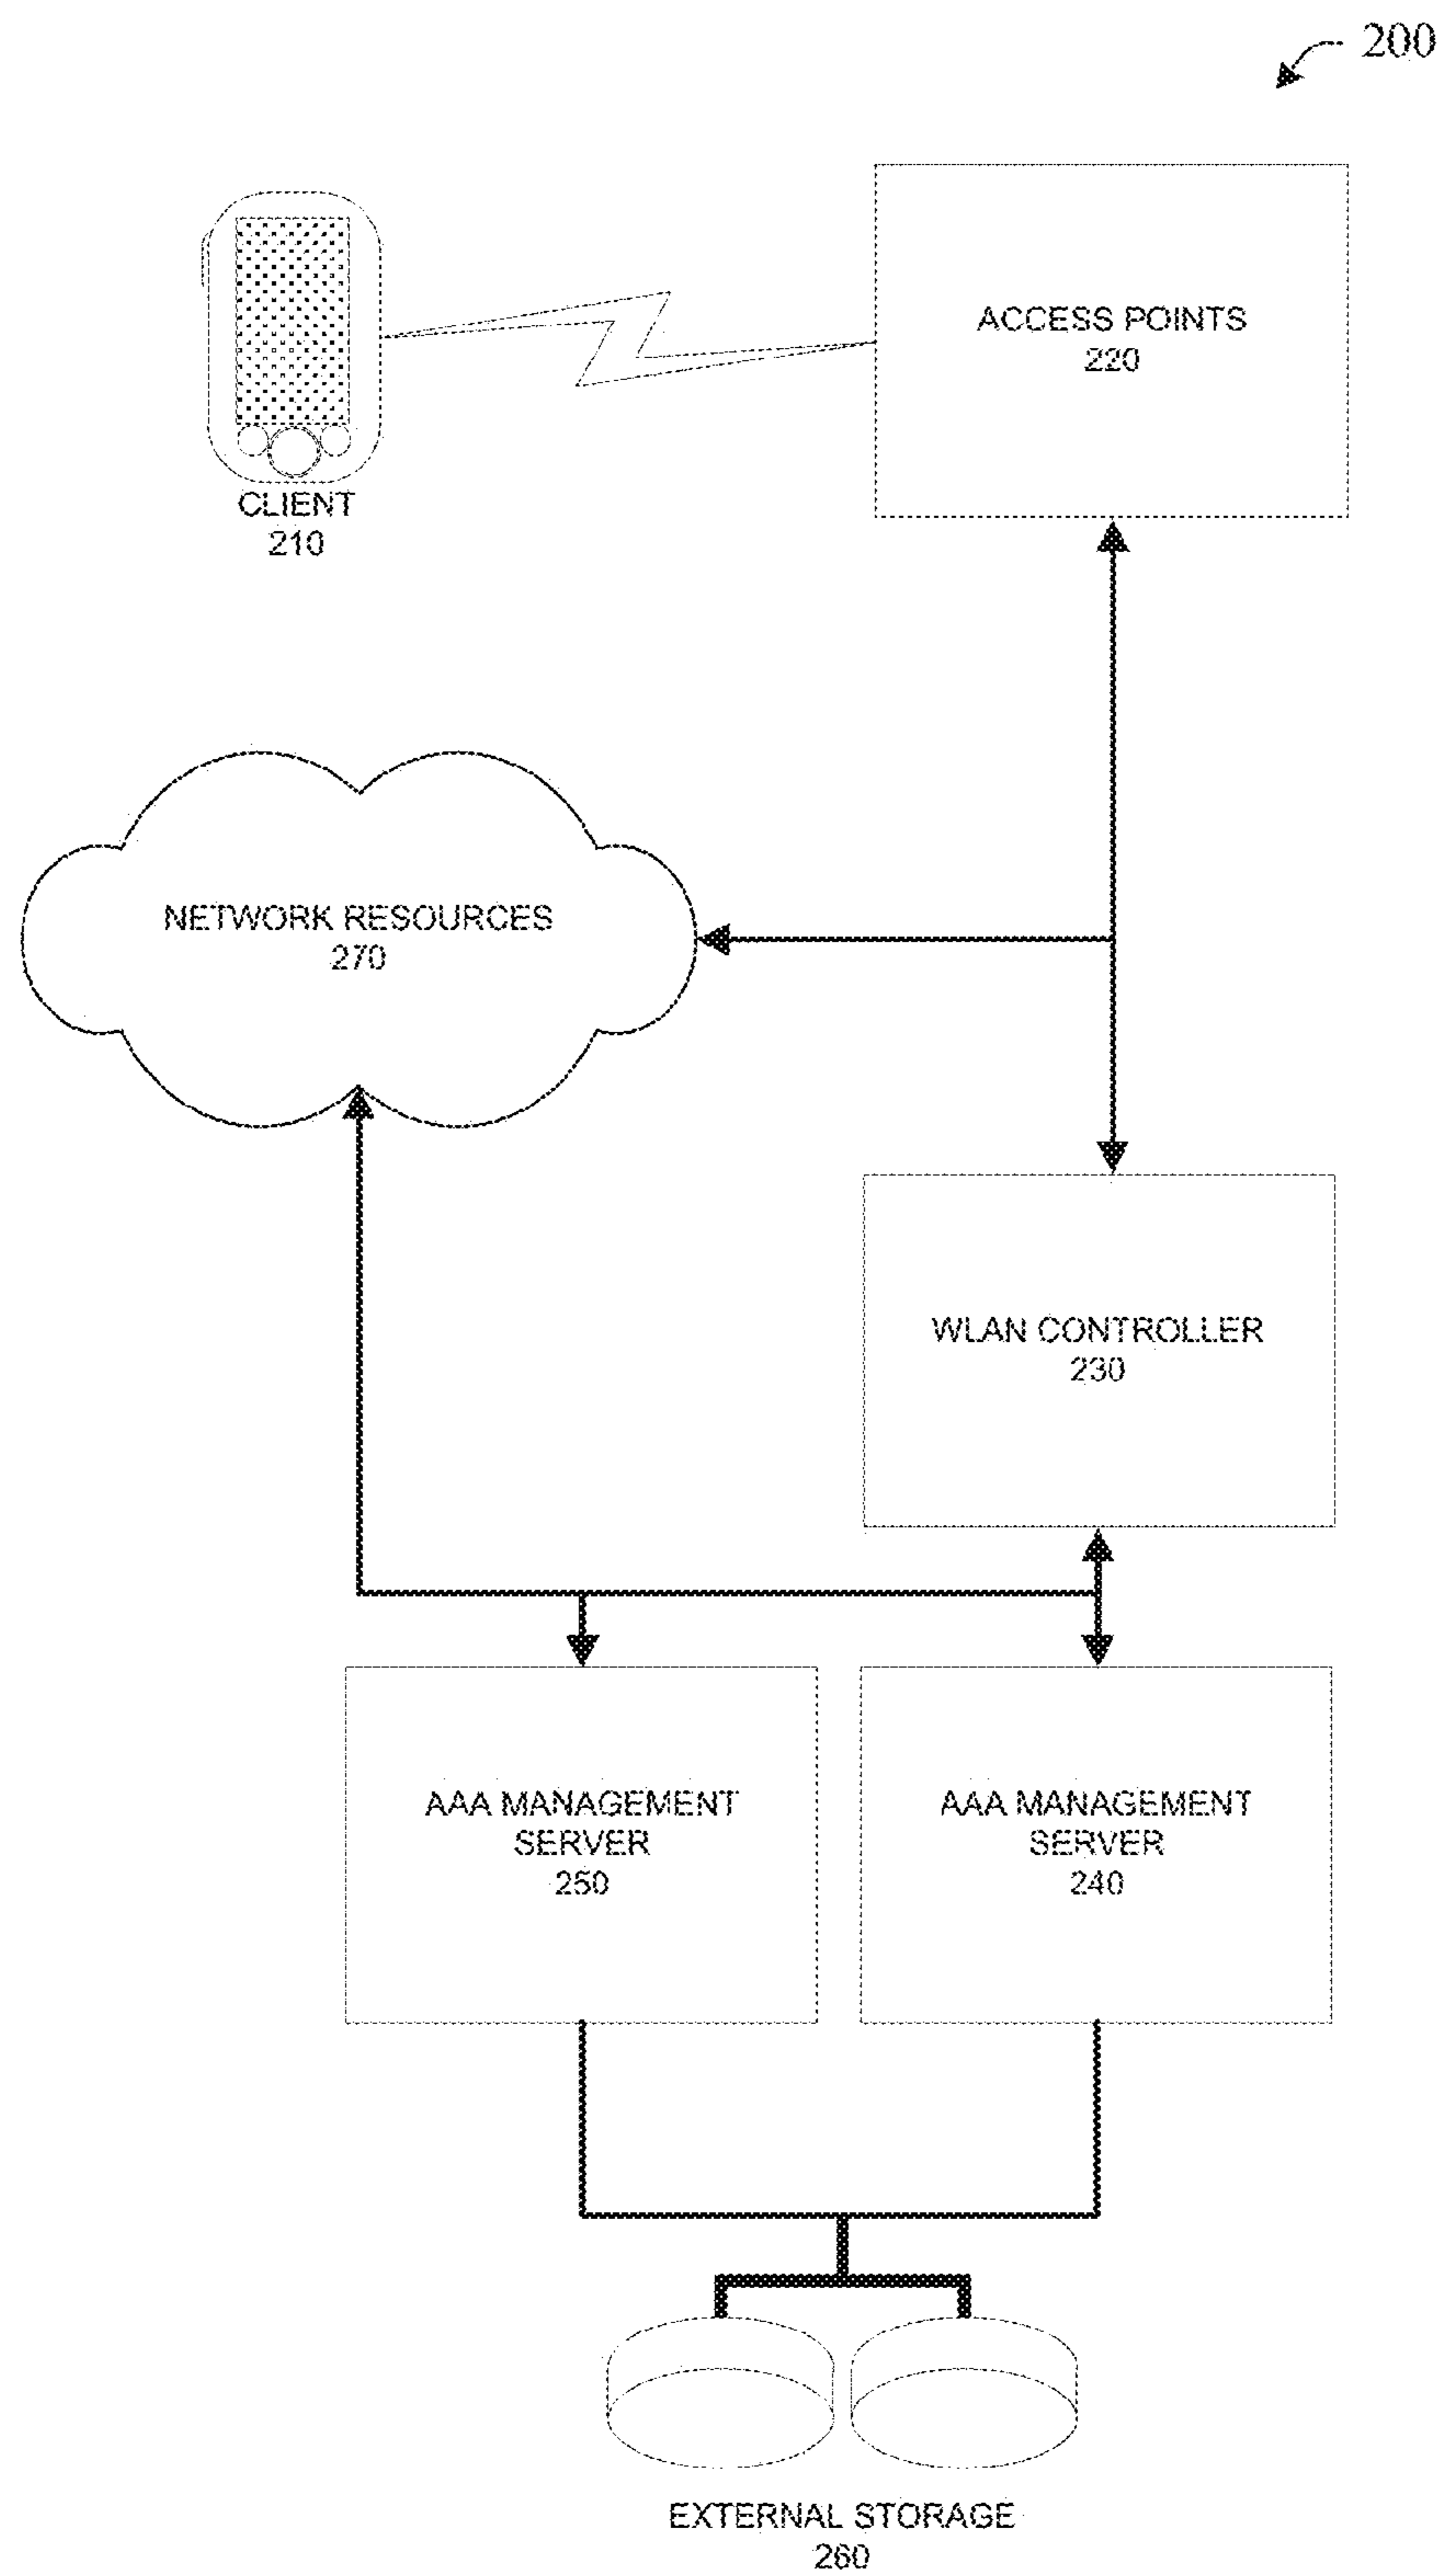 200
ACCESS POINTS
220
CLIENT
210
NETWORK RESOURCES
270
WLAN CONTROLLER
230
AAA MANAGEMENT
SERVER
250
AAA MANAGEMENT
SERVER
240
EXTERNAL STORAGE
260